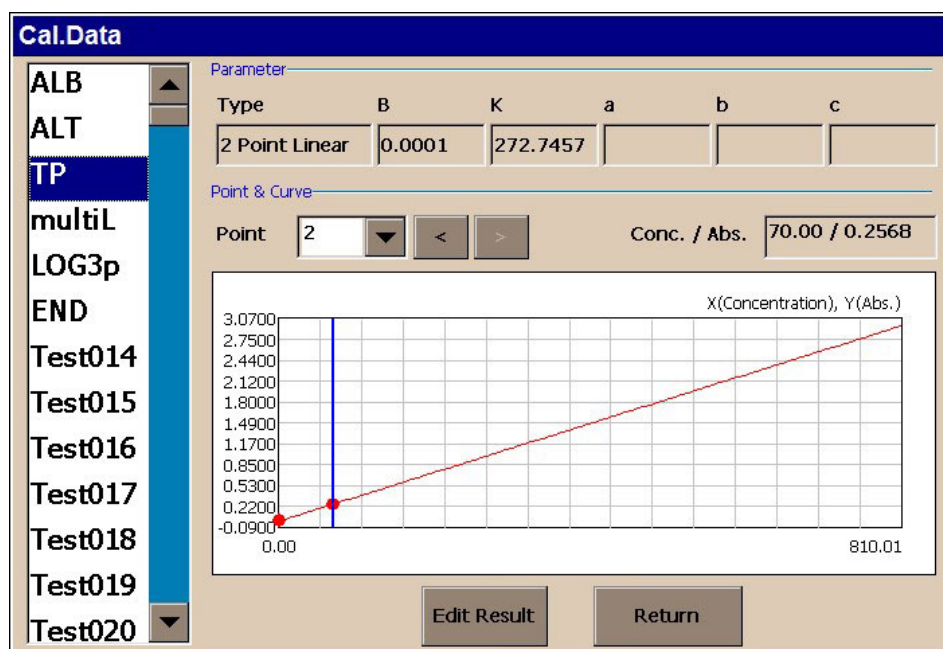 Cal.Data
ALB
ALT
TP
multiL
LOG3p
END
Test014
Test015
Test016
Test017
Test018
Test019
Test020
Parameter
Type B K a b c
2 Point Linear 0.0001 272.7457
Point & Curve
Point 2 < > Conc. / Abs. 70.00 / 0.2568
X(Concentration), Y(Abs.)
3.0700
2.7500
2.4400
2.1200
1.8000
1.4900
1.1700
0.8500
0.5300
0.2200
-0.0900
0.00 810.01
Edit Result Return